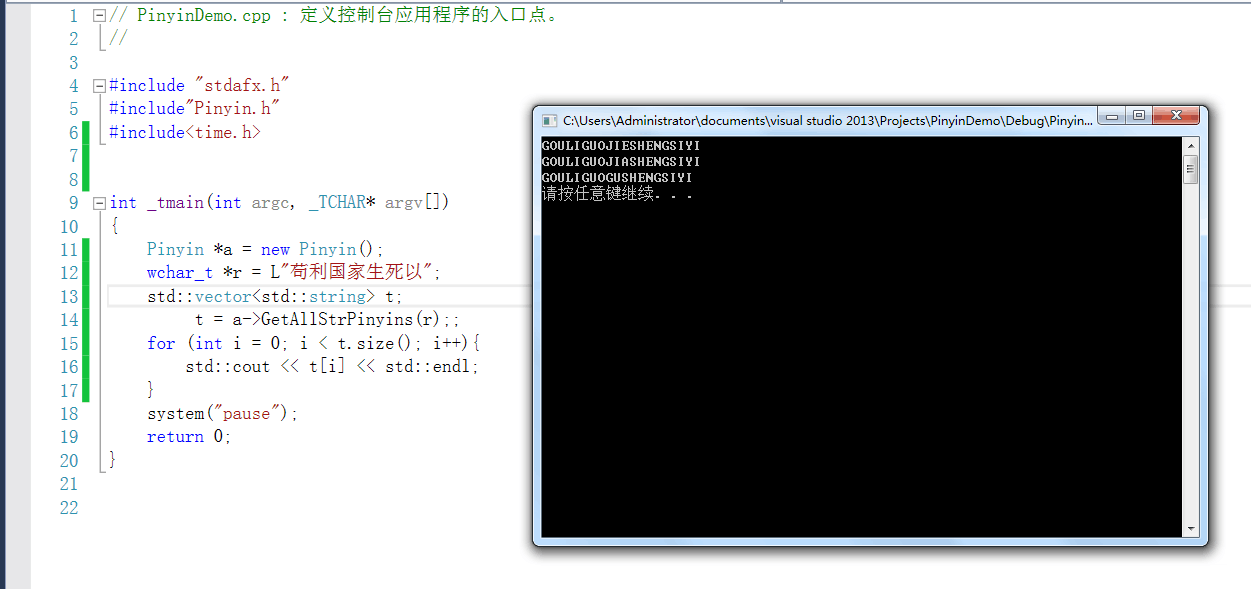 1 // PinyinDemo.cpp : 定义控制台应用程序的入口点。
2 //
3
4 #include "stdafx.h"
5 #include"Pinyin.h"
6 #include<time.h>
7
8
9 int _tmain(int argc, _TCHAR* argv[])
10 {
11 Pinyin *a = new Pinyin();
12 wchar_t *r = L"苟利国家生死以";
13 std::vector<std::string> t;
14 t = a->GetAllStrPinyins(r);;
15 for (int i = 0; i < t.size(); i++){
16 std::cout << t[i] << std::endl;
17 }
18 system("pause");
19 return 0;
20 }
21
22
C:\Users\Administrator\documents\visual studio 2013\Projects\PinyinDemo\Debug\Pinyin...
GOULIGUOJIESHENGSIYI
GOULIGUOJIASHENGSIYI
GOULIGUOGUSHENGSIYI
请按任意键继续. . .